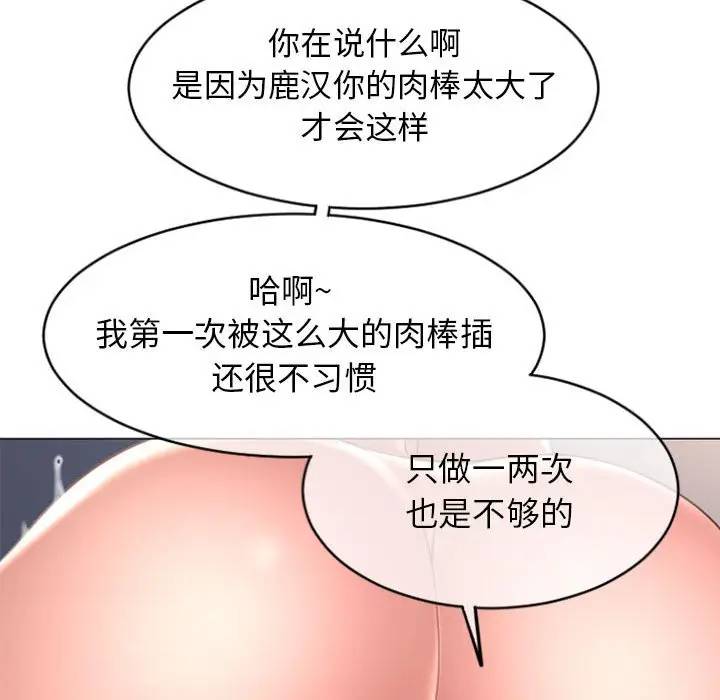 你在说什么啊
是因为鹿汉你的肉棒太大了
才会这样
哈啊~
我第一次被这么大的肉棒插
还很不习惯
只做一两次
也是不够的